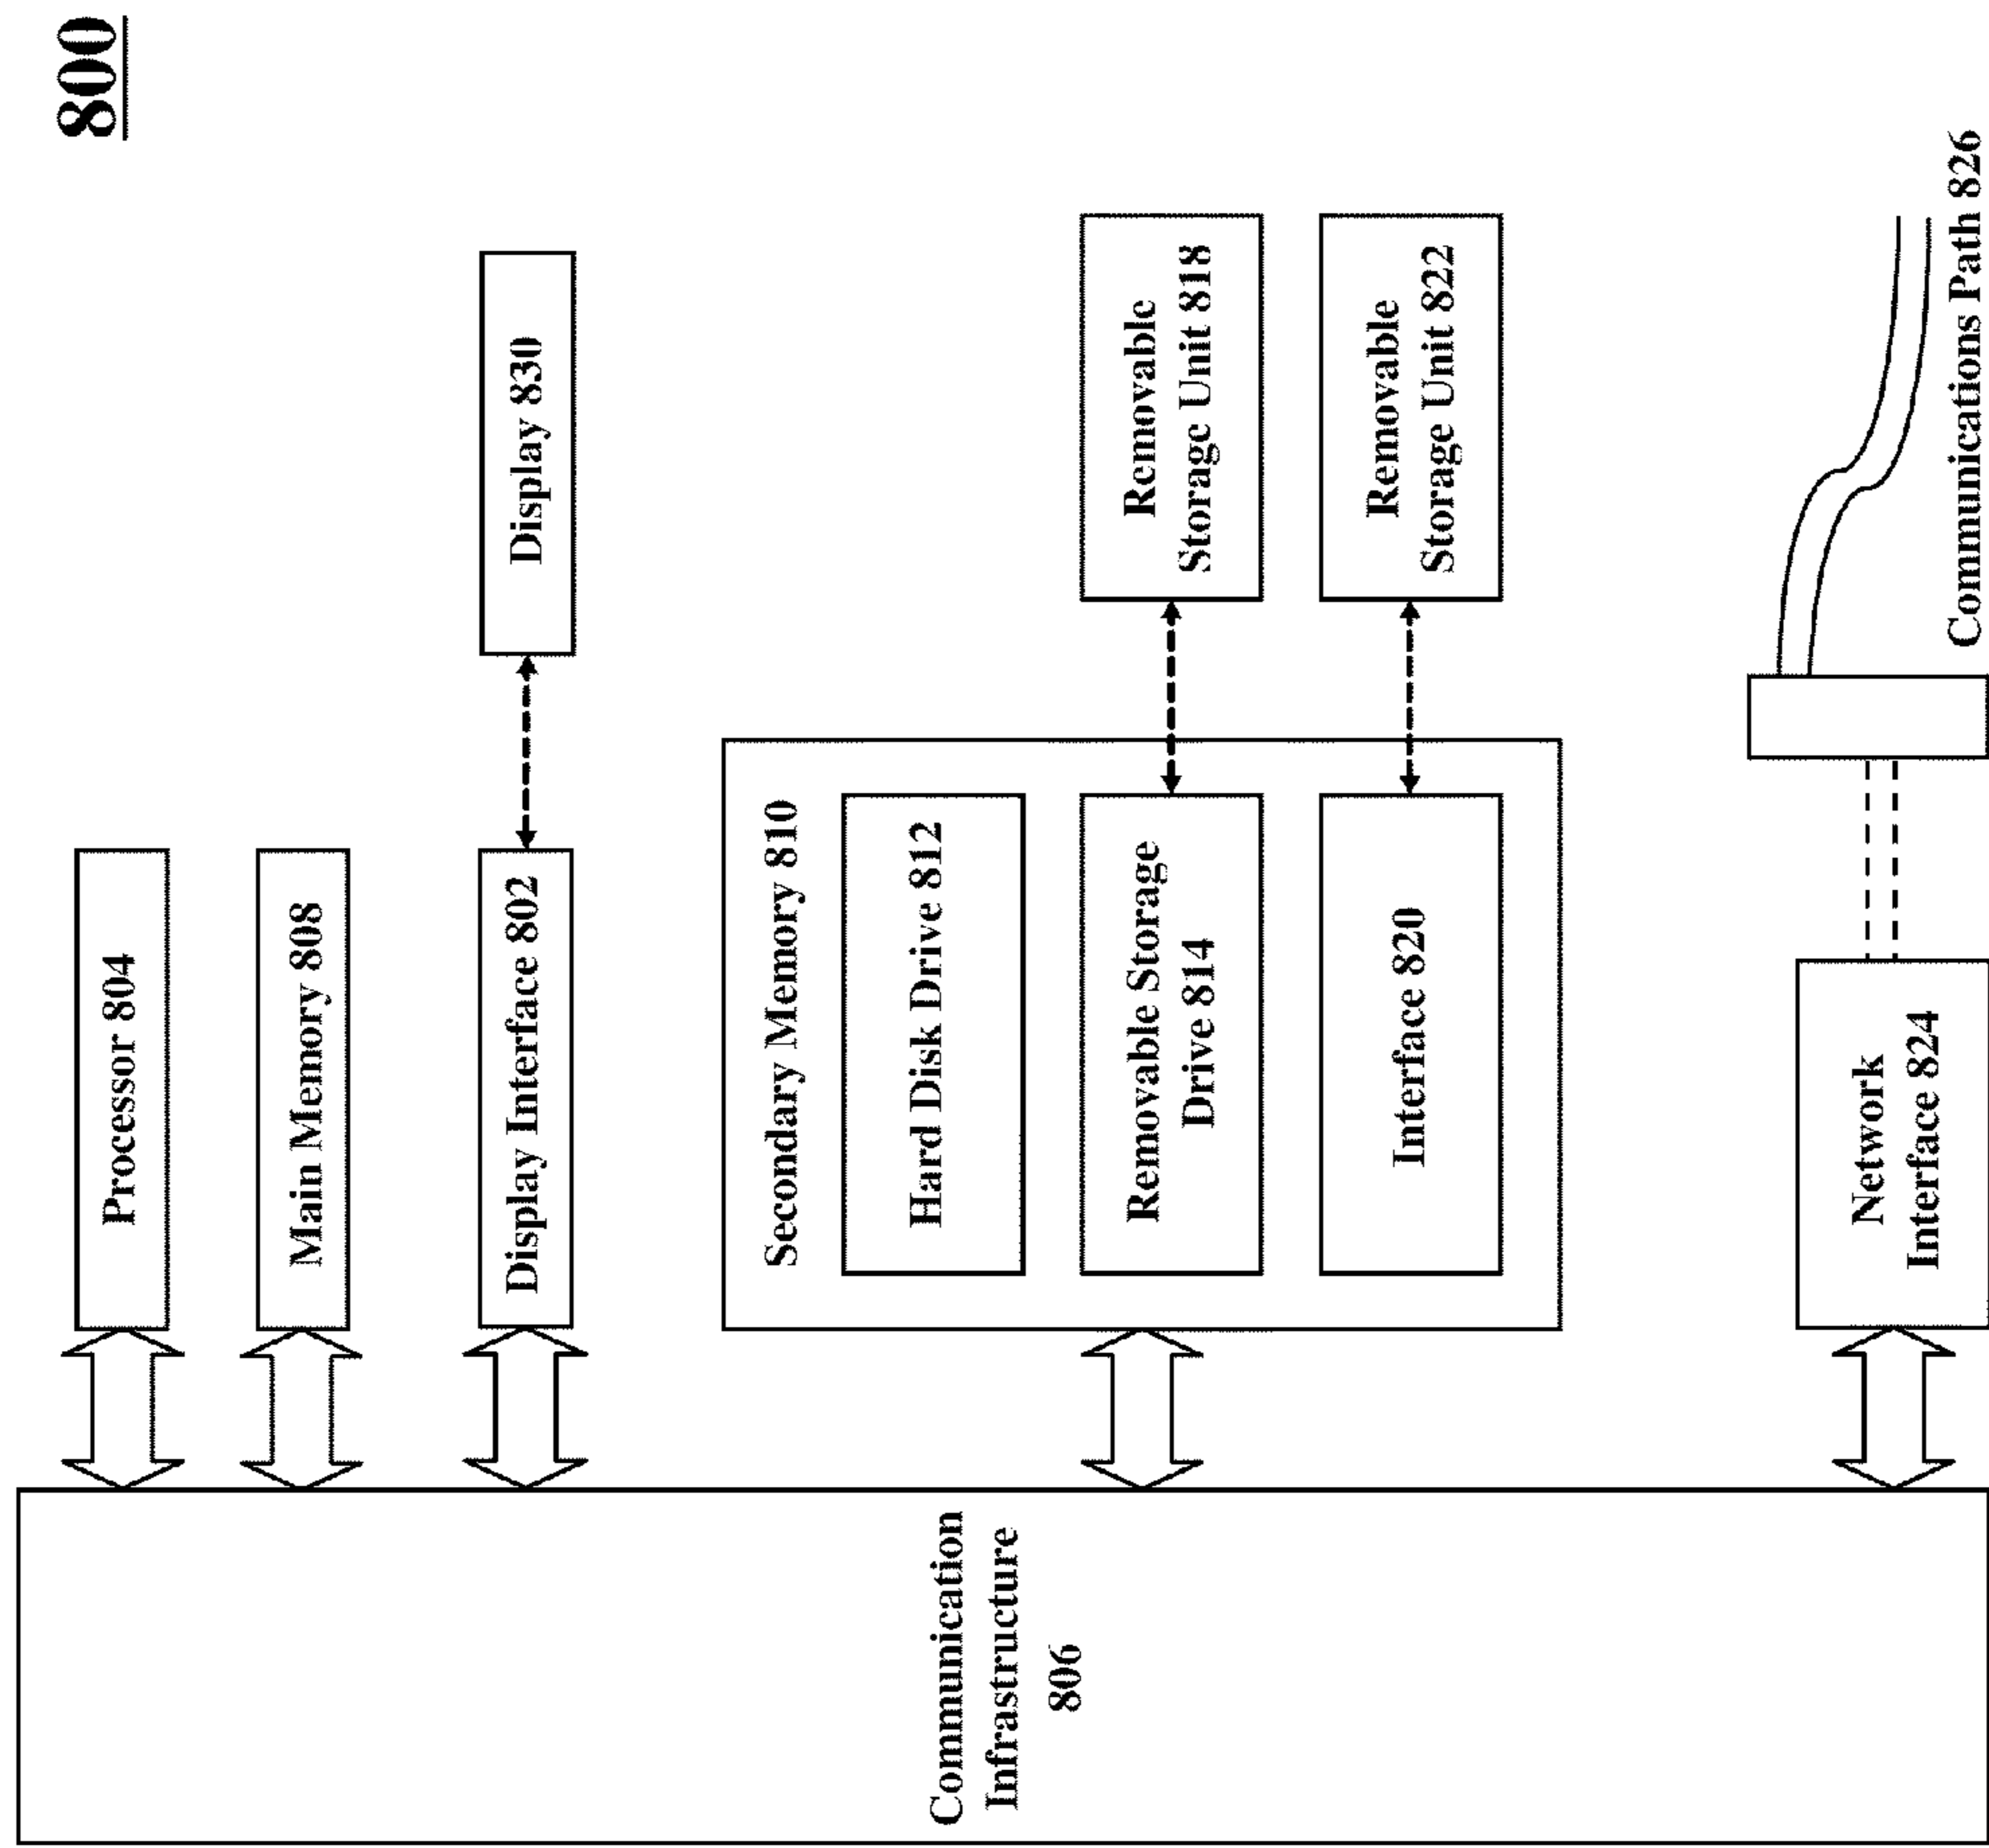 800
Processor 804
Main Memory 808
Display Interface 802
Display 830
Secondary Memory 810
Hard Disk Drive 812
Removable Storage
Drive 814
Removable
Storage Unit 818
Interface 820
Removable
Storage Unit 822
Communication
Infrastructure
806
Network
Interface 824
Communications Path 826